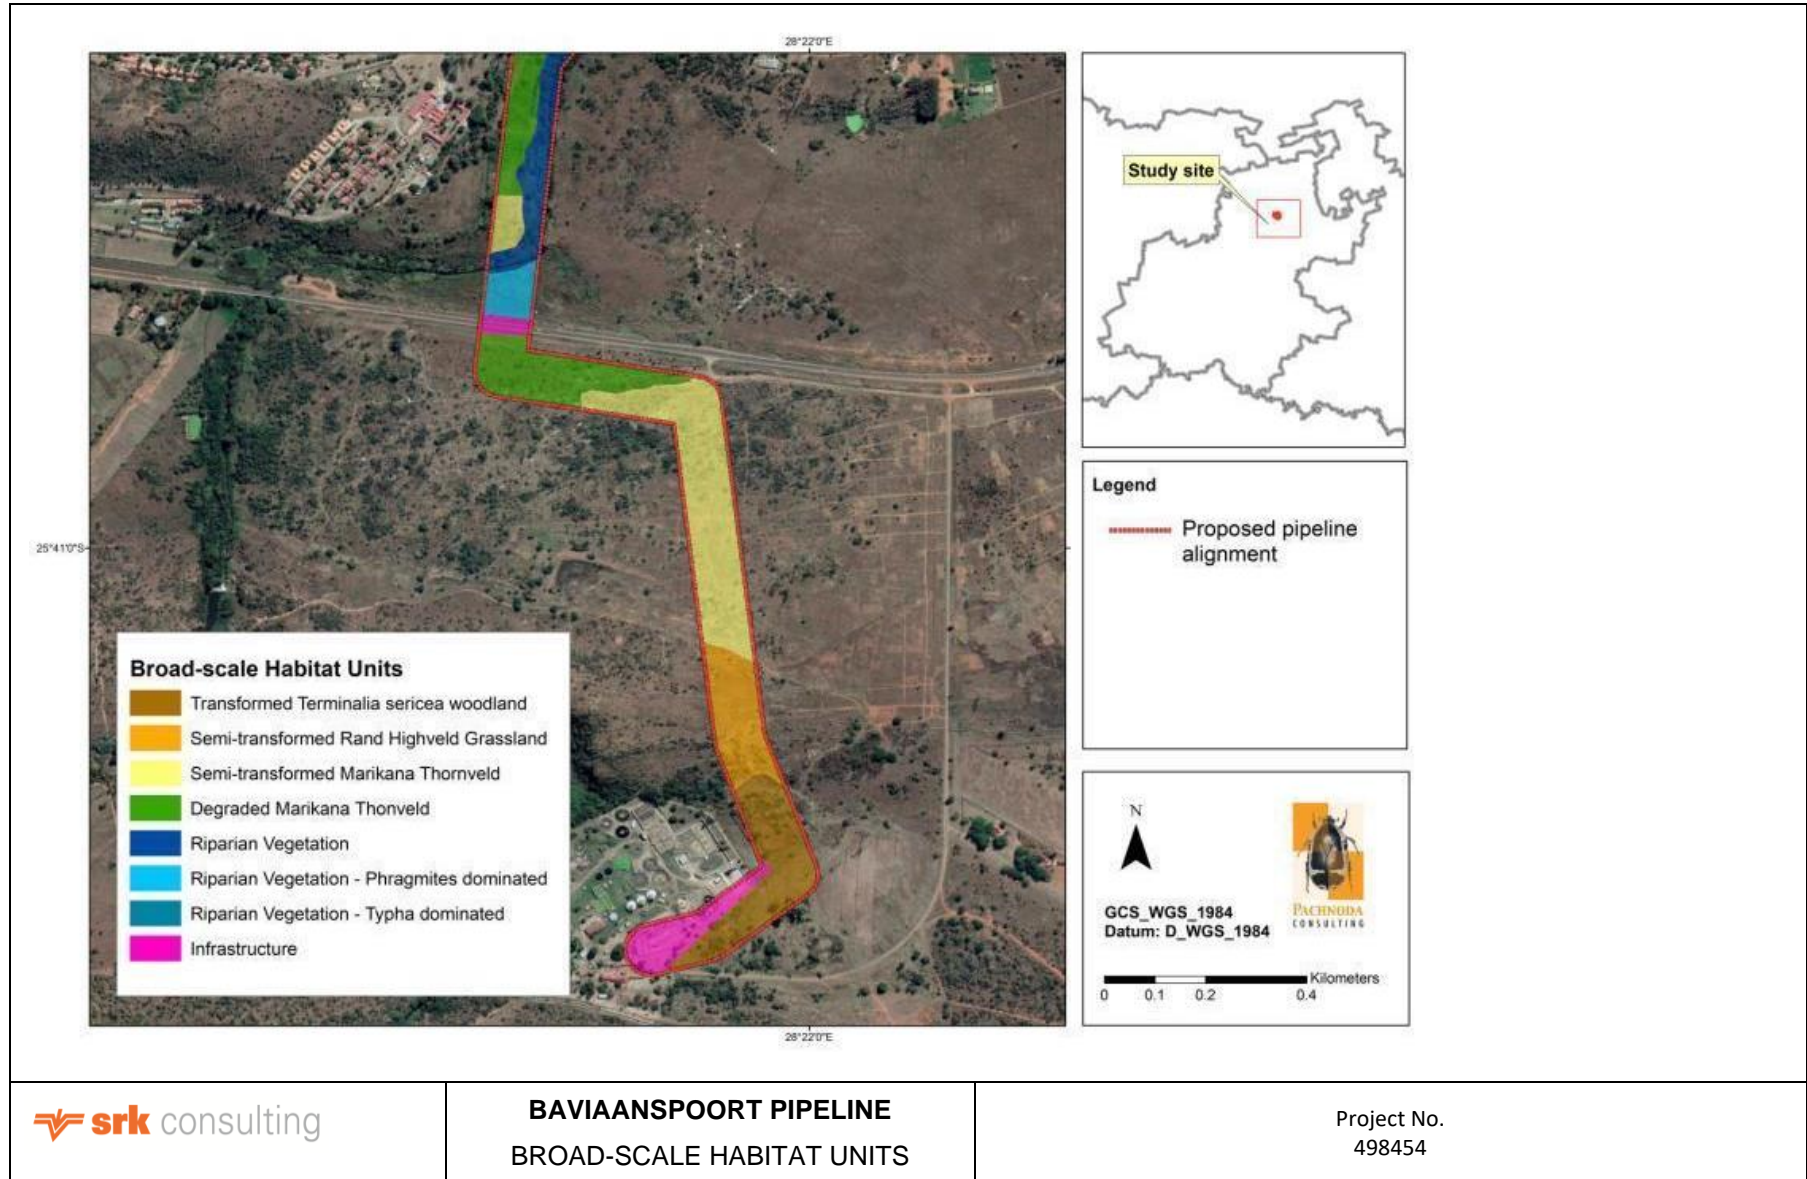 28°22'0"E
Study site
25°41'0"S
Legend
Proposed pipeline
alignment
Broad-scale Habitat Units
Transformed Terminalia sericea woodland
Semi-transformed Rand Highveld Grassland
Semi-transformed Marikana Thornveld
Degraded Marikana Thonveld
Riparian Vegetation
Riparian Vegetation - Phragmites dominated
Riparian Vegetation - Typha dominated
Infrastructure
N
PACHNODA
CONSULTING
GCS_WGS_1984
Datum: D_WGS_1984
Kilometers
0 0.1 0.2 0.4
28°22'0"E
srk consulting
BAVIAANSPOORT PIPELINE
BROAD-SCALE HABITAT UNITS
Project No.
498454